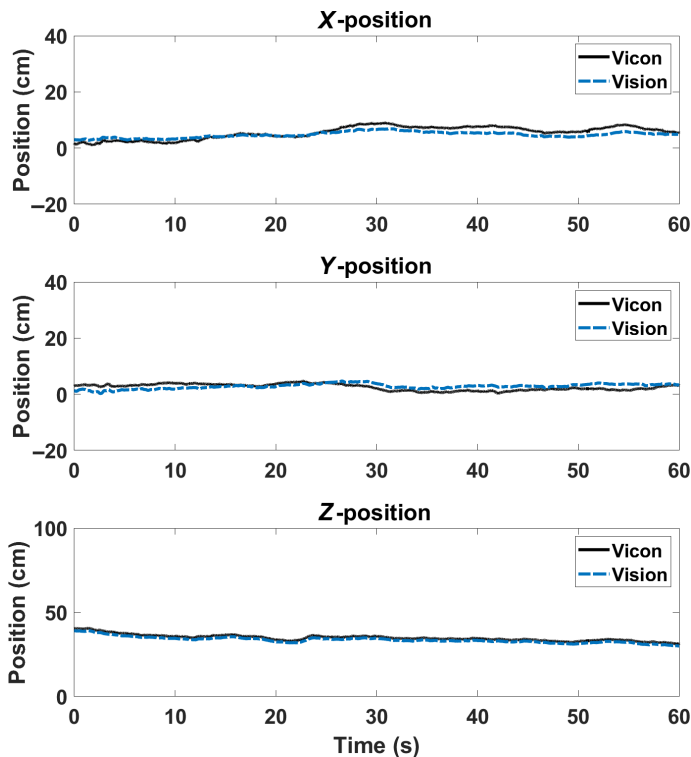 X-position
Position (cm)
40
20
0
–20
Vicon
Vision
0 10 20 30 40 50 60
Y-position
Position (cm)
40
20
0
–20
Vicon
Vision
0 10 20 30 40 50 60
Z-position
Position (cm)
100
50
0
Vicon
Vision
0 10 20 30 40 50 60
Time (s)